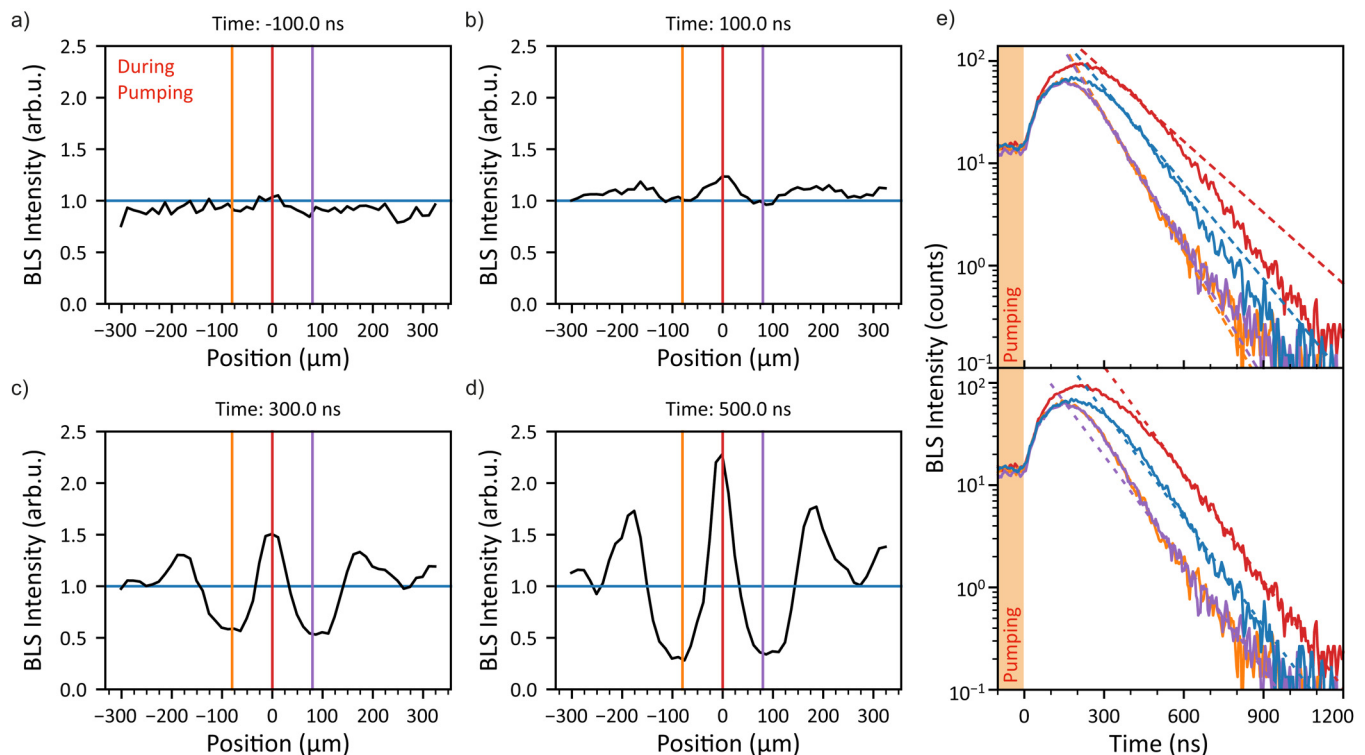 a)
Time: -100.0 ns
BLS Intensity (arb.u.)
2.5
2.0
1.5
1.0
0.5
0.0
During
Pumping
−300 −200 −100 0 100 200 300
Position (μm)
b)
Time: 100.0 ns
BLS Intensity (arb.u.)
2.5
2.0
1.5
1.0
0.5
0.0
−300 −200 −100 0 100 200 300
Position (μm)
c)
Time: 300.0 ns
BLS Intensity (arb.u.)
2.5
2.0
1.5
1.0
0.5
0.0
−300 −200 −100 0 100 200 300
Position (μm)
d)
Time: 500.0 ns
BLS Intensity (arb.u.)
2.5
2.0
1.5
1.0
0.5
0.0
−300 −200 −100 0 100 200 300
Position (μm)
e)
BLS Intensity (counts)
10²
10¹
10⁰
10⁻¹
Pumping
10²
10¹
10⁰
10⁻¹
Pumping
0 300 600 900 1200
Time (ns)